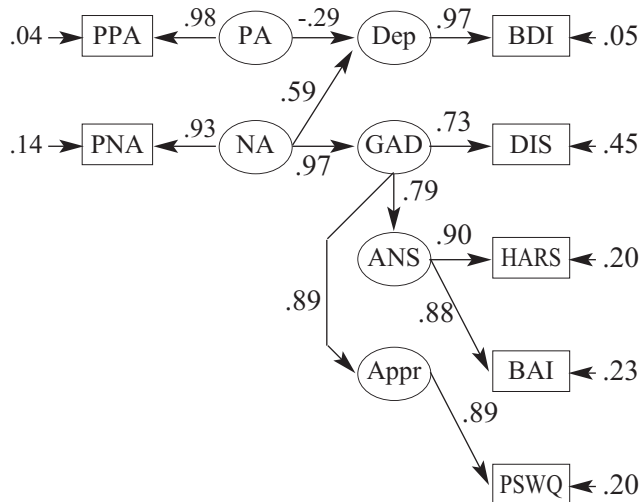 .04 PPA .98 PA -.29 Dep .97 BDI .05
.59
.14 PNA .93 NA .97 GAD .73 DIS .45
.79
ANS .90 HARS .20
.89 .88
Appr BAI .23
.89
PSWQ .20